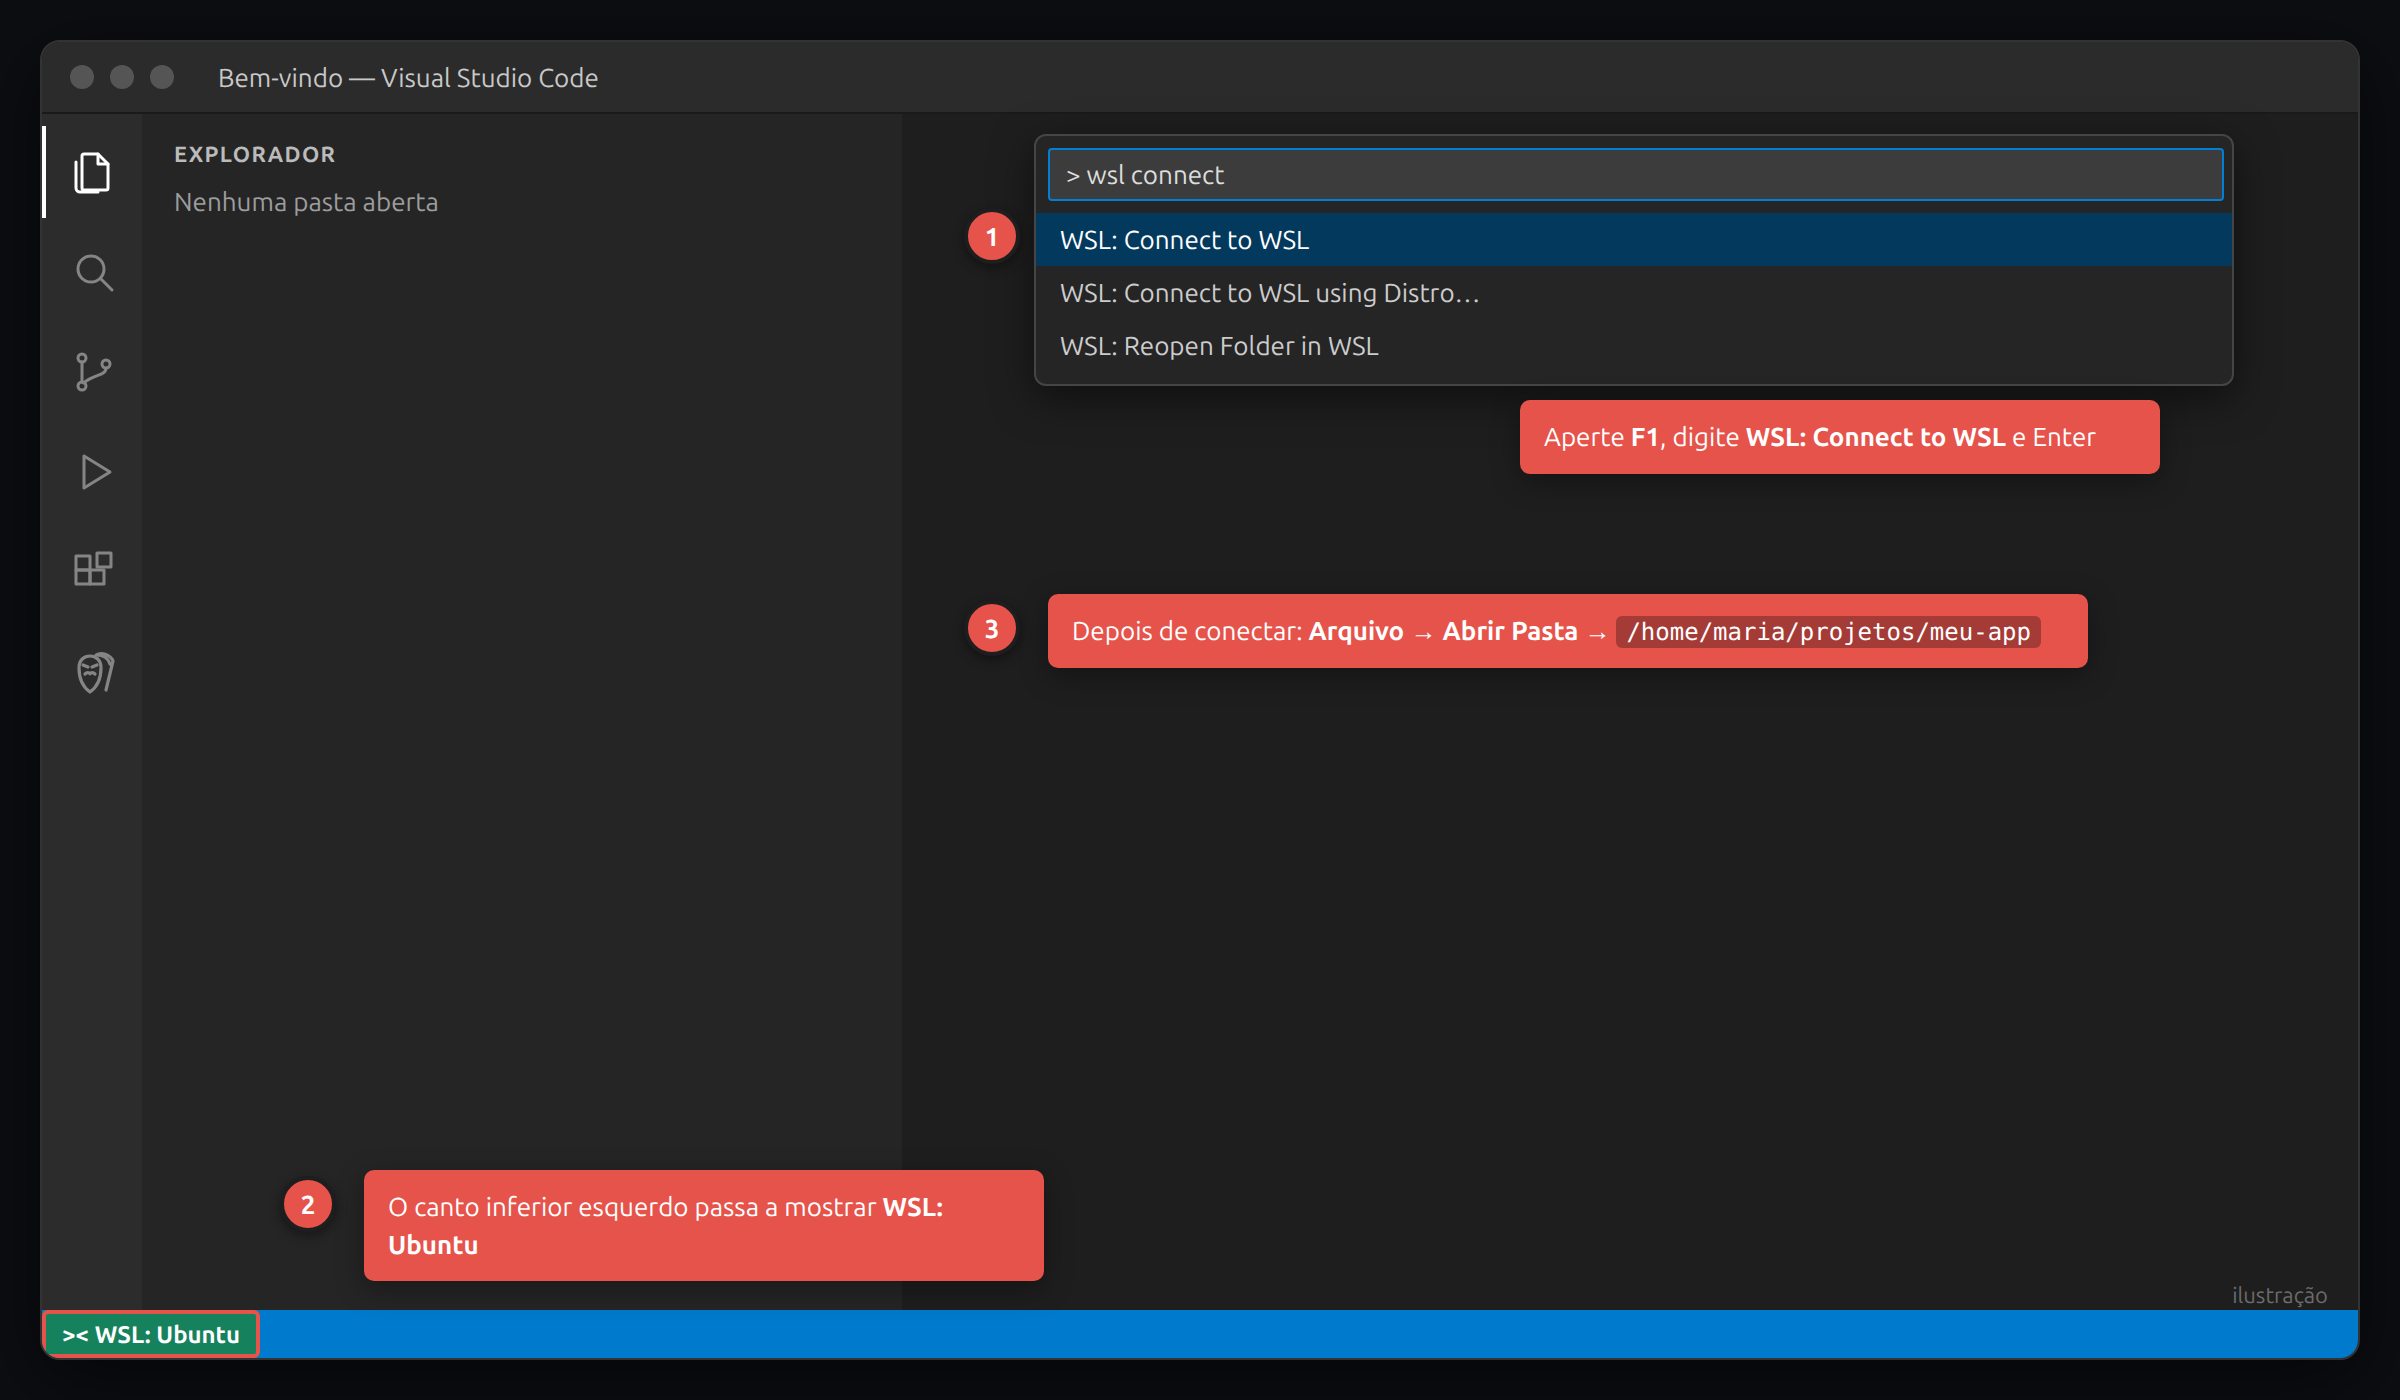 Bem-vindo — Visual Studio Code
EXPLORADOR
Nenhuma pasta aberta
> wsl connect
1
WSL: Connect to WSL
WSL: Connect to WSL using Distro…
WSL: Reopen Folder in WSL
Aperte F1, digite WSL: Connect to WSL e Enter
3
Depois de conectar: Arquivo → Abrir Pasta → /home/maria/projetos/meu-app
2
O canto inferior esquerdo passa a mostrar WSL:
Ubuntu
ilustração
>< WSL: Ubuntu